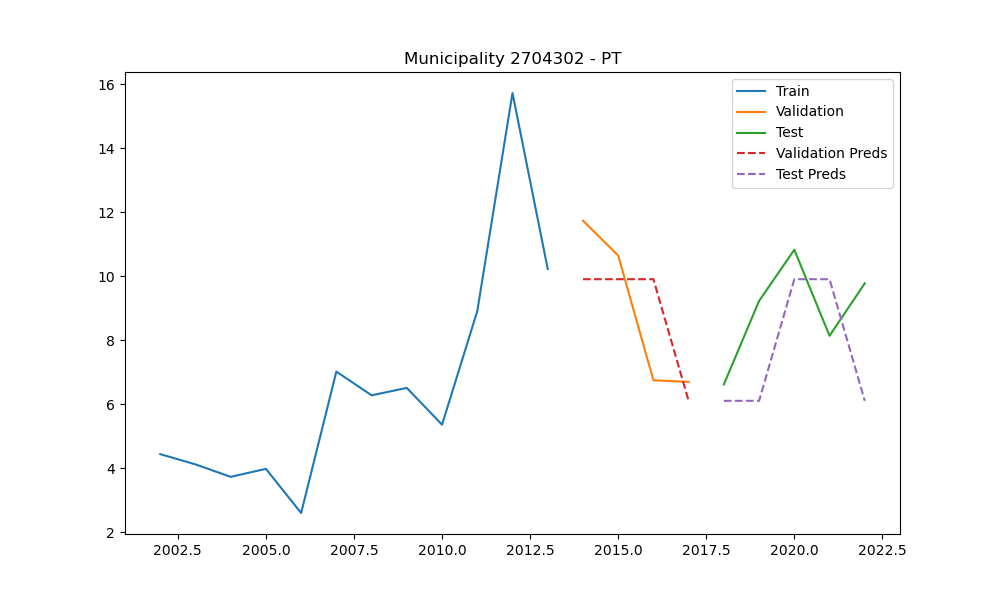 Municipality 2704302 - PT
Train
Validation
Test
Validation Preds
Test Preds
16
14
12
10
8
6
4
2
2002.5 2005.0 2007.5 2010.0 2012.5 2015.0 2017.5 2020.0 2022.5